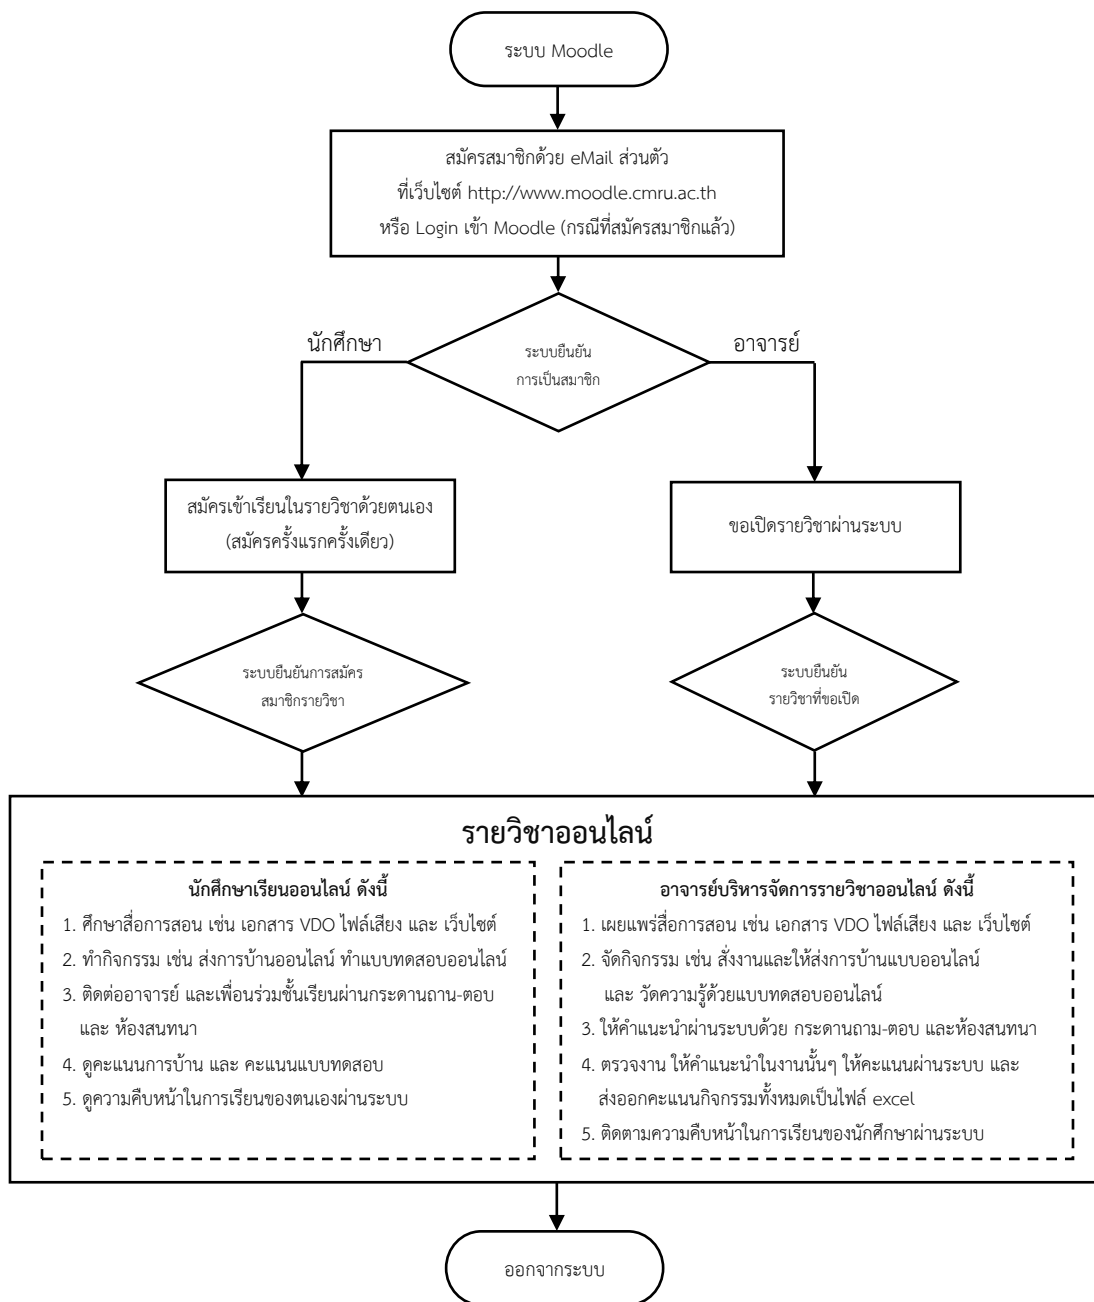 ระบบ Moodle
สมัครสมาชิกด้วย eMail ส่วนตัว
ที่เว็บไซต์ http://www.moodle.cmru.ac.th
หรือ Login เข้า Moodle (กรณีที่สมัครสมาชิกแล้ว)
นักศึกษา
อาจารย์
ระบบยืนยัน
การเป็นสมาชิก
สมัครเข้าเรียนในรายวิชาด้วยตนเอง
(สมัครครั้งแรกครั้งเดียว)
ขอเปิดรายวิชาผ่านระบบ
ระบบยืนยันการสมัคร
สมาชิกรายวิชา
ระบบยืนยัน
รายวิชาที่ขอเปิด
รายวิชาออนไลน์
นักศึกษาเรียนออนไลน์ ดังนี้
1. ศึกษาสื่อการสอน เช่น เอกสาร VDO ไฟล์เสียง และ เว็บไซต์
2. ทำกิจกรรม เช่น ส่งการบ้านออนไลน์ ทำแบบทดสอบออนไลน์
3. ติดต่ออาจารย์ และเพื่อนร่วมชั้นเรียนผ่านกระดานถาน-ตอบ
และ ห้องสนทนา
4. ดูคะแนนการบ้าน และ คะแนนแบบทดสอบ
5. ดูความคืบหน้าในการเรียนของตนเองผ่านระบบ
อาจารย์บริหารจัดการรายวิชาออนไลน์ ดังนี้
1. เผยแพร่สื่อการสอน เช่น เอกสาร VDO ไฟล์เสียง และ เว็บไซต์
2. จัดกิจกรรม เช่น สั่งงานและให้ส่งการบ้านแบบออนไลน์
และ วัดความรู้ด้วยแบบทดสอบออนไลน์
3. ให้คำแนะนำผ่านระบบด้วย กระดานถาม-ตอบ และห้องสนทนา
4. ตรวจงาน ให้คำแนะนำในงานนั้นๆ ให้คะแนนผ่านระบบ และ
ส่งออกคะแนนกิจกรรมทั้งหมดเป็นไฟล์ excel
5. ติดตามความคืบหน้าในการเรียนของนักศึกษาผ่านระบบ
ออกจากระบบ